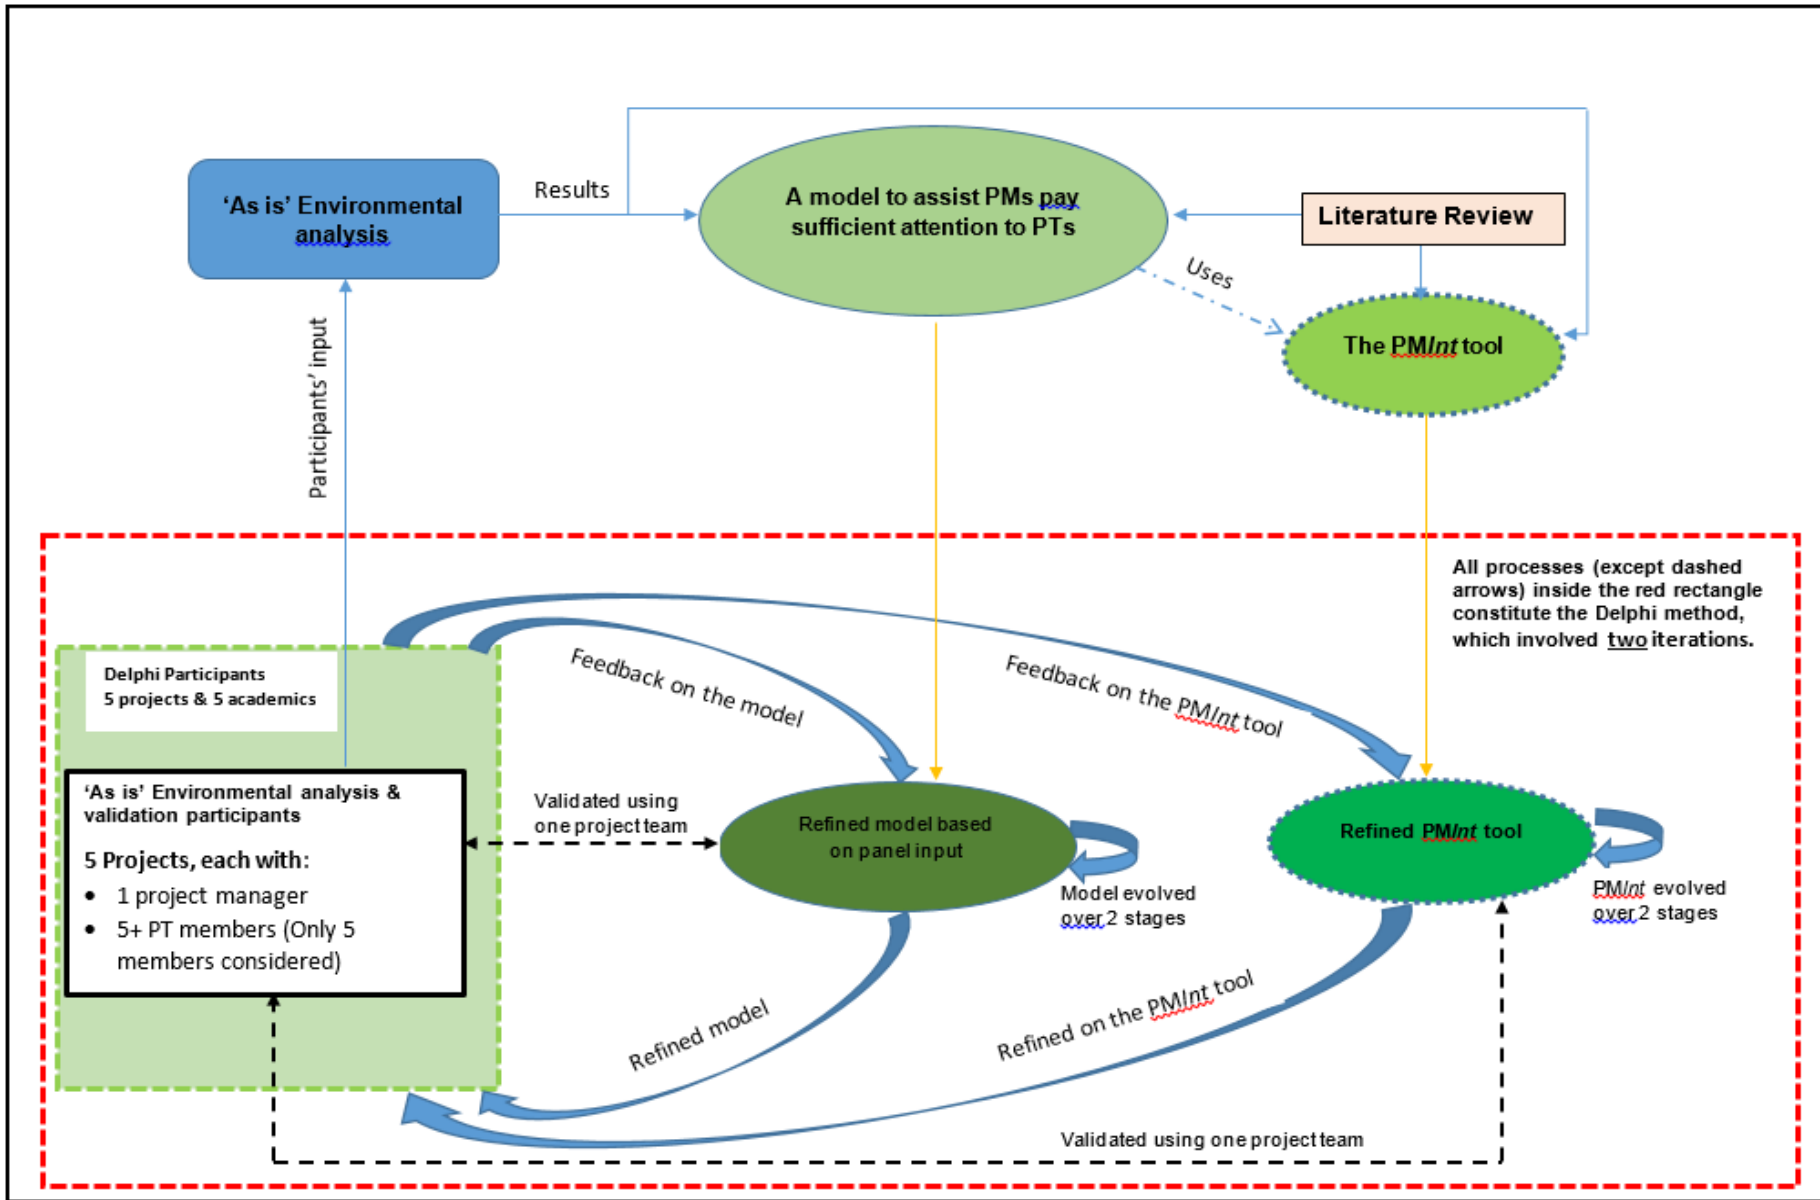 ‘As is’ Environmental
analysis
Results
A model to assist PMs pay
sufficient attention to PTs
Literature Review
Uses
The PMInt tool
Participants’ input
All processes (except dashed
arrows) inside the red rectangle
constitute the Delphi method,
which involved two iterations.
Delphi Participants
5 projects & 5 academics
Feedback on the model
Feedback on the PMInt tool
‘As is’ Environmental analysis &
validation participants
5 Projects, each with:
• 1 project manager
• 5+ PT members (Only 5
members considered)
Validated using
one project team
Refined model based
on panel input
Model evolved
over 2 stages
Refined PMInt tool
PMInt evolved
over 2 stages
Refined model
Refined on the PMInt tool
Validated using one project team